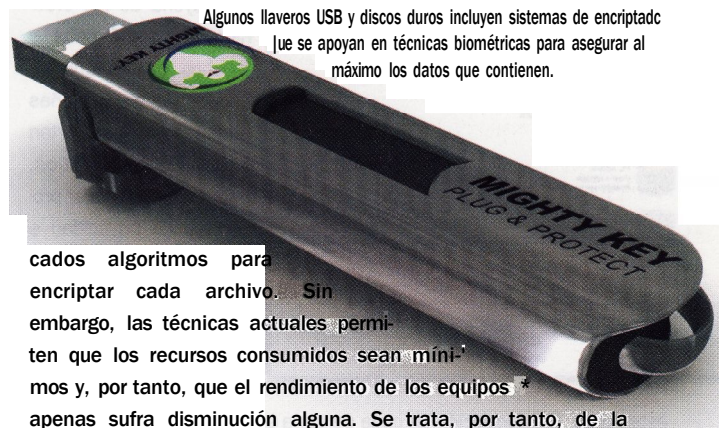 Algunos llaveros USB y discos duros incluyen sistemas de encriptadc
|ue se apoyan en técnicas biométricas para asegurar al
máximo los datos que contienen.
MIGHTY KEY
MIGHTY KEY
PLUG & PROTECT
cados algoritmos para
encriptar cada archivo. Sin
embargo, las técnicas actuales permi-
ten que los recursos consumidos sean míni-'
mos y, por tanto, que el rendimiento de los equipos *
apenas sufra disminución alguna. Se trata, por tanto, de la